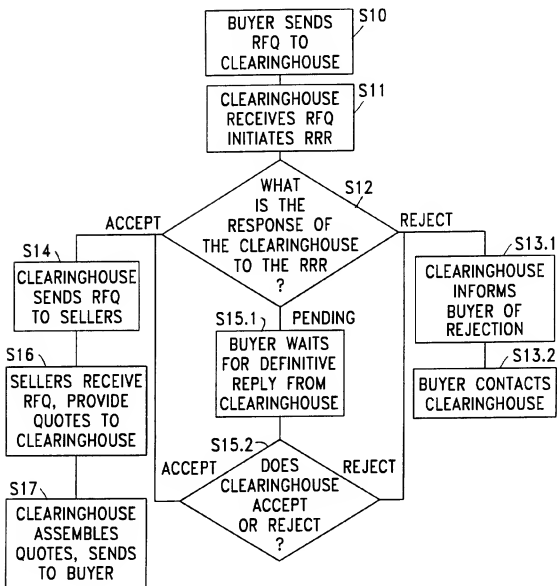 S10
BUYER SENDS
RFQ TO
CLEARINGHOUSE
S11
CLEARINGHOUSE
RECEIVES RFQ
INITIATES RRR
S12
WHAT
IS THE
RESPONSE OF
THE CLEARINGHOUSE
TO THE RRR
?
ACCEPT
REJECT
PENDING
S14
CLEARINGHOUSE
SENDS RFQ
TO SELLERS
S16
SELLERS RECEIVE
RFQ, PROVIDE
QUOTES TO
CLEARINGHOUSE
S17
CLEARINGHOUSE
ASSEMBLES
QUOTES, SENDS
TO BUYER
S15.1
BUYER WAITS
FOR DEFINITIVE
REPLY FROM
CLEARINGHOUSE
S15.2
DOES
CLEARINGHOUSE
ACCEPT
OR REJECT
?
ACCEPT
REJECT
S13.1
CLEARINGHOUSE
INFORMS
BUYER OF
REJECTION
S13.2
BUYER CONTACTS
CLEARINGHOUSE